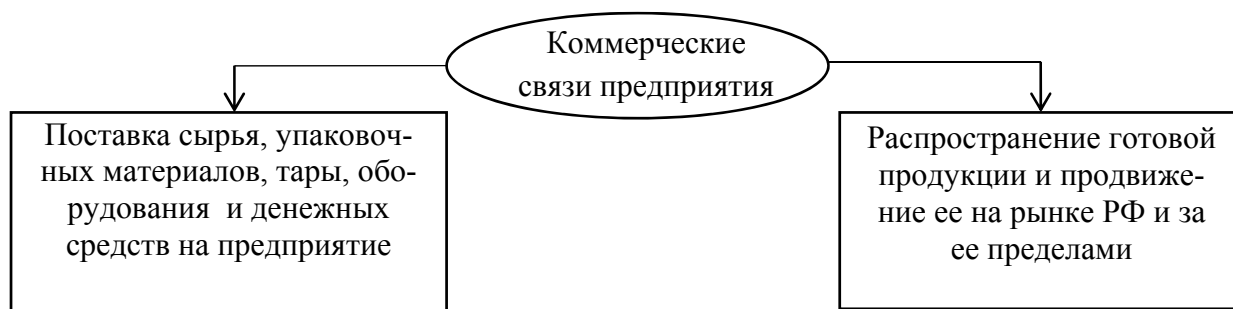 Коммерческие
связи предприятия
Поставка сырья, упаковоч-
ных материалов, тары, обо-
рудования и денежных
средств на предприятие
Распространение готовой
продукции и продвиже-
ние ее на рынке РФ и за
ее пределами